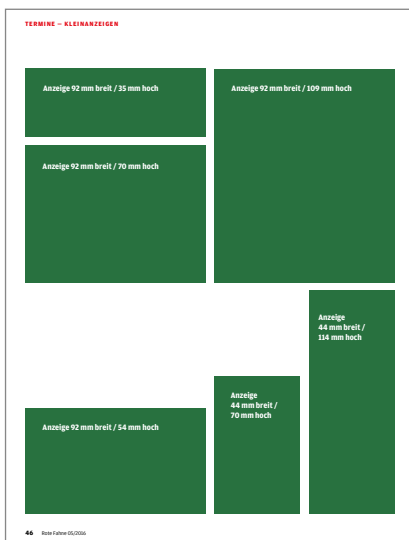 TERMINE – KLEINANZEIGEN
Anzeige 92 mm breit / 35 mm hoch
Anzeige 92 mm breit / 109 mm hoch
Anzeige 92 mm breit / 70 mm hoch
Anzeige
44 mm breit /
114 mm hoch
Anzeige
44 mm breit /
70 mm hoch
Anzeige 92 mm breit / 54 mm hoch
46 Rote Fahne 05/2016